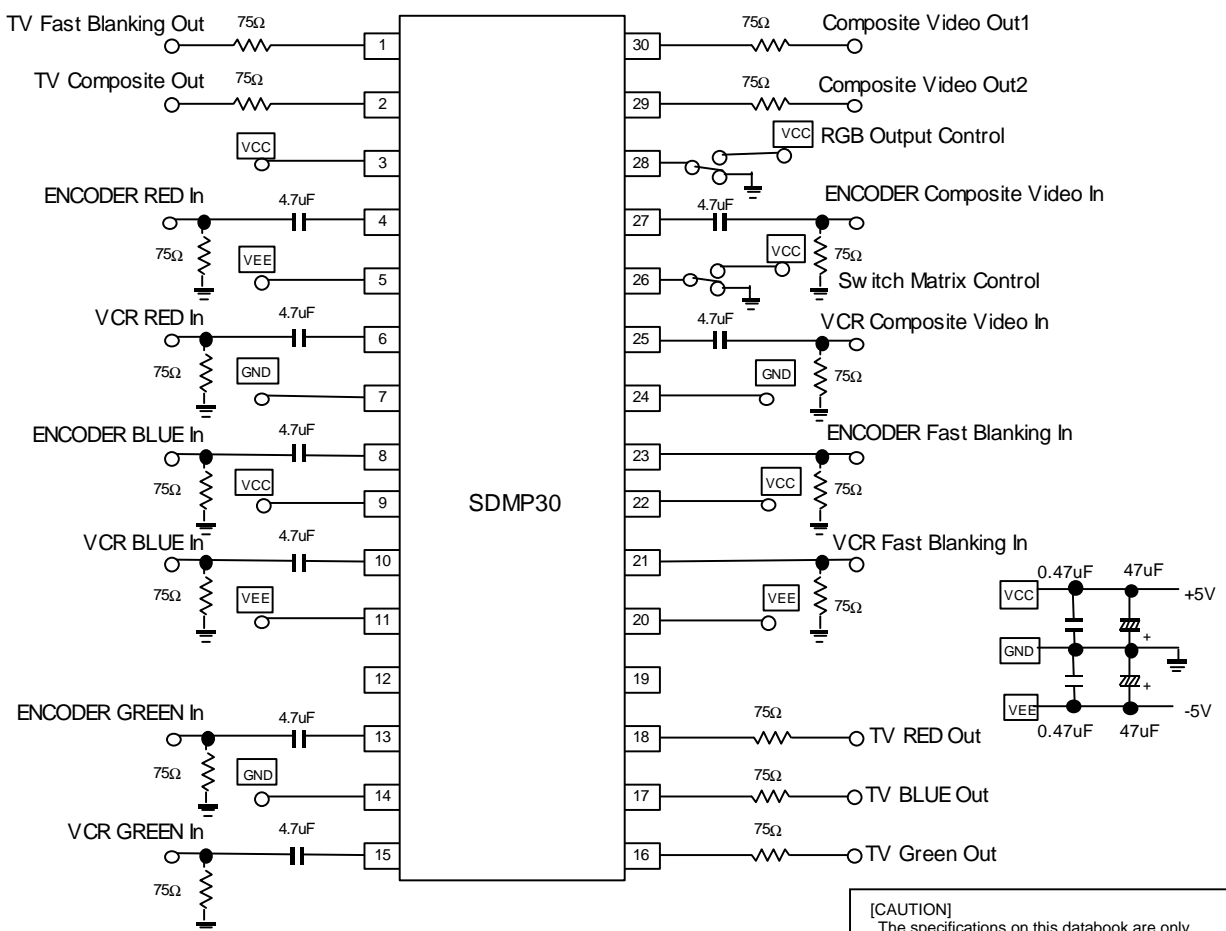 TV Fast Blanking Out
75Ω
1
TV Composite Out
75Ω
2
VCC
3
ENCODER RED In
4.7uF
4
75Ω
VEE
5
VCR RED In
4.7uF
6
75Ω
GND
7
ENCODER BLUE In
4.7uF
8
75Ω
VCC
9
VCR BLUE In
4.7uF
10
75Ω
VEE
11
12
ENCODER GREEN In
4.7uF
13
75Ω
GND
14
VCR GREEN In
4.7uF
15
75Ω
SDMP30
75Ω
Composite Video Out1
30
75Ω
Composite Video Out2
29
VCC
RGB Output Control
28
ENCODER Composite Video In
4.7uF
27
75Ω
VCC
26
Switch Matrix Control
4.7uF
VCR Composite Video In
25
75Ω
GND
24
ENCODER Fast Blanking In
23
75Ω
VCC
22
VCR Fast Blanking In
21
75Ω
VEE
20
19
75Ω
18
TV RED Out
75Ω
17
TV BLUE Out
75Ω
16
TV Green Out
0.47uF
47uF
VCC
+5V
+
GND
+
VEE
-5V
0.47uF
47uF
[CAUTION]
The specifications on this databook are only